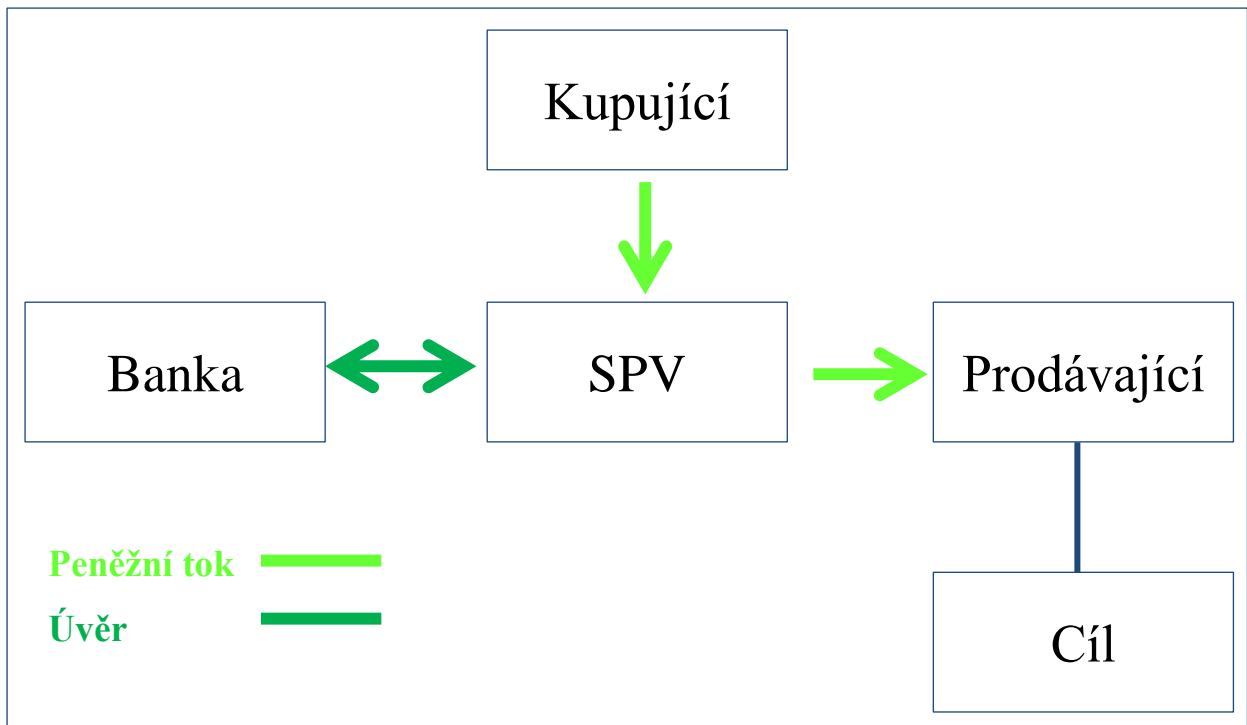 Kupující
Banka
SPV
Prodávající
Peněžní tok
Úvěr
Cíl